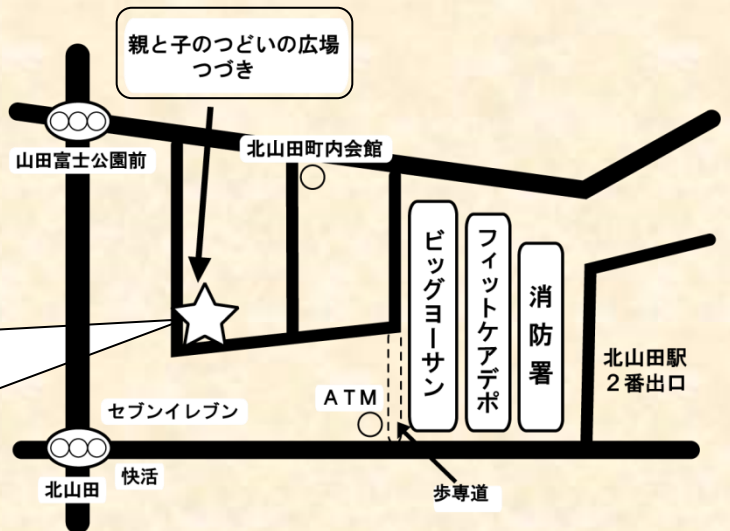 親と子のつどいの広場
つづき
山田富士公園前
北山田町内会館
ビッグヨーサン
フィットケアデポ
消防署
北山田駅
２番出口
ＡＴＭ
セブンイレブン
快活
北山田
歩専道